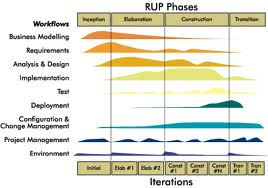 RUP Phases
Workflows
Inception
Elaboration
Construction
Transition
Business Modelling
Requirements
Analysis & Design
Implementation
Test
Deployment
Configuration &
Change Management
Project Management
Environment
Initial
Elab #1
Elab #2
Const
#1
Const
#2
Const
#N
Tran
#1
Tran
#2
Iterations